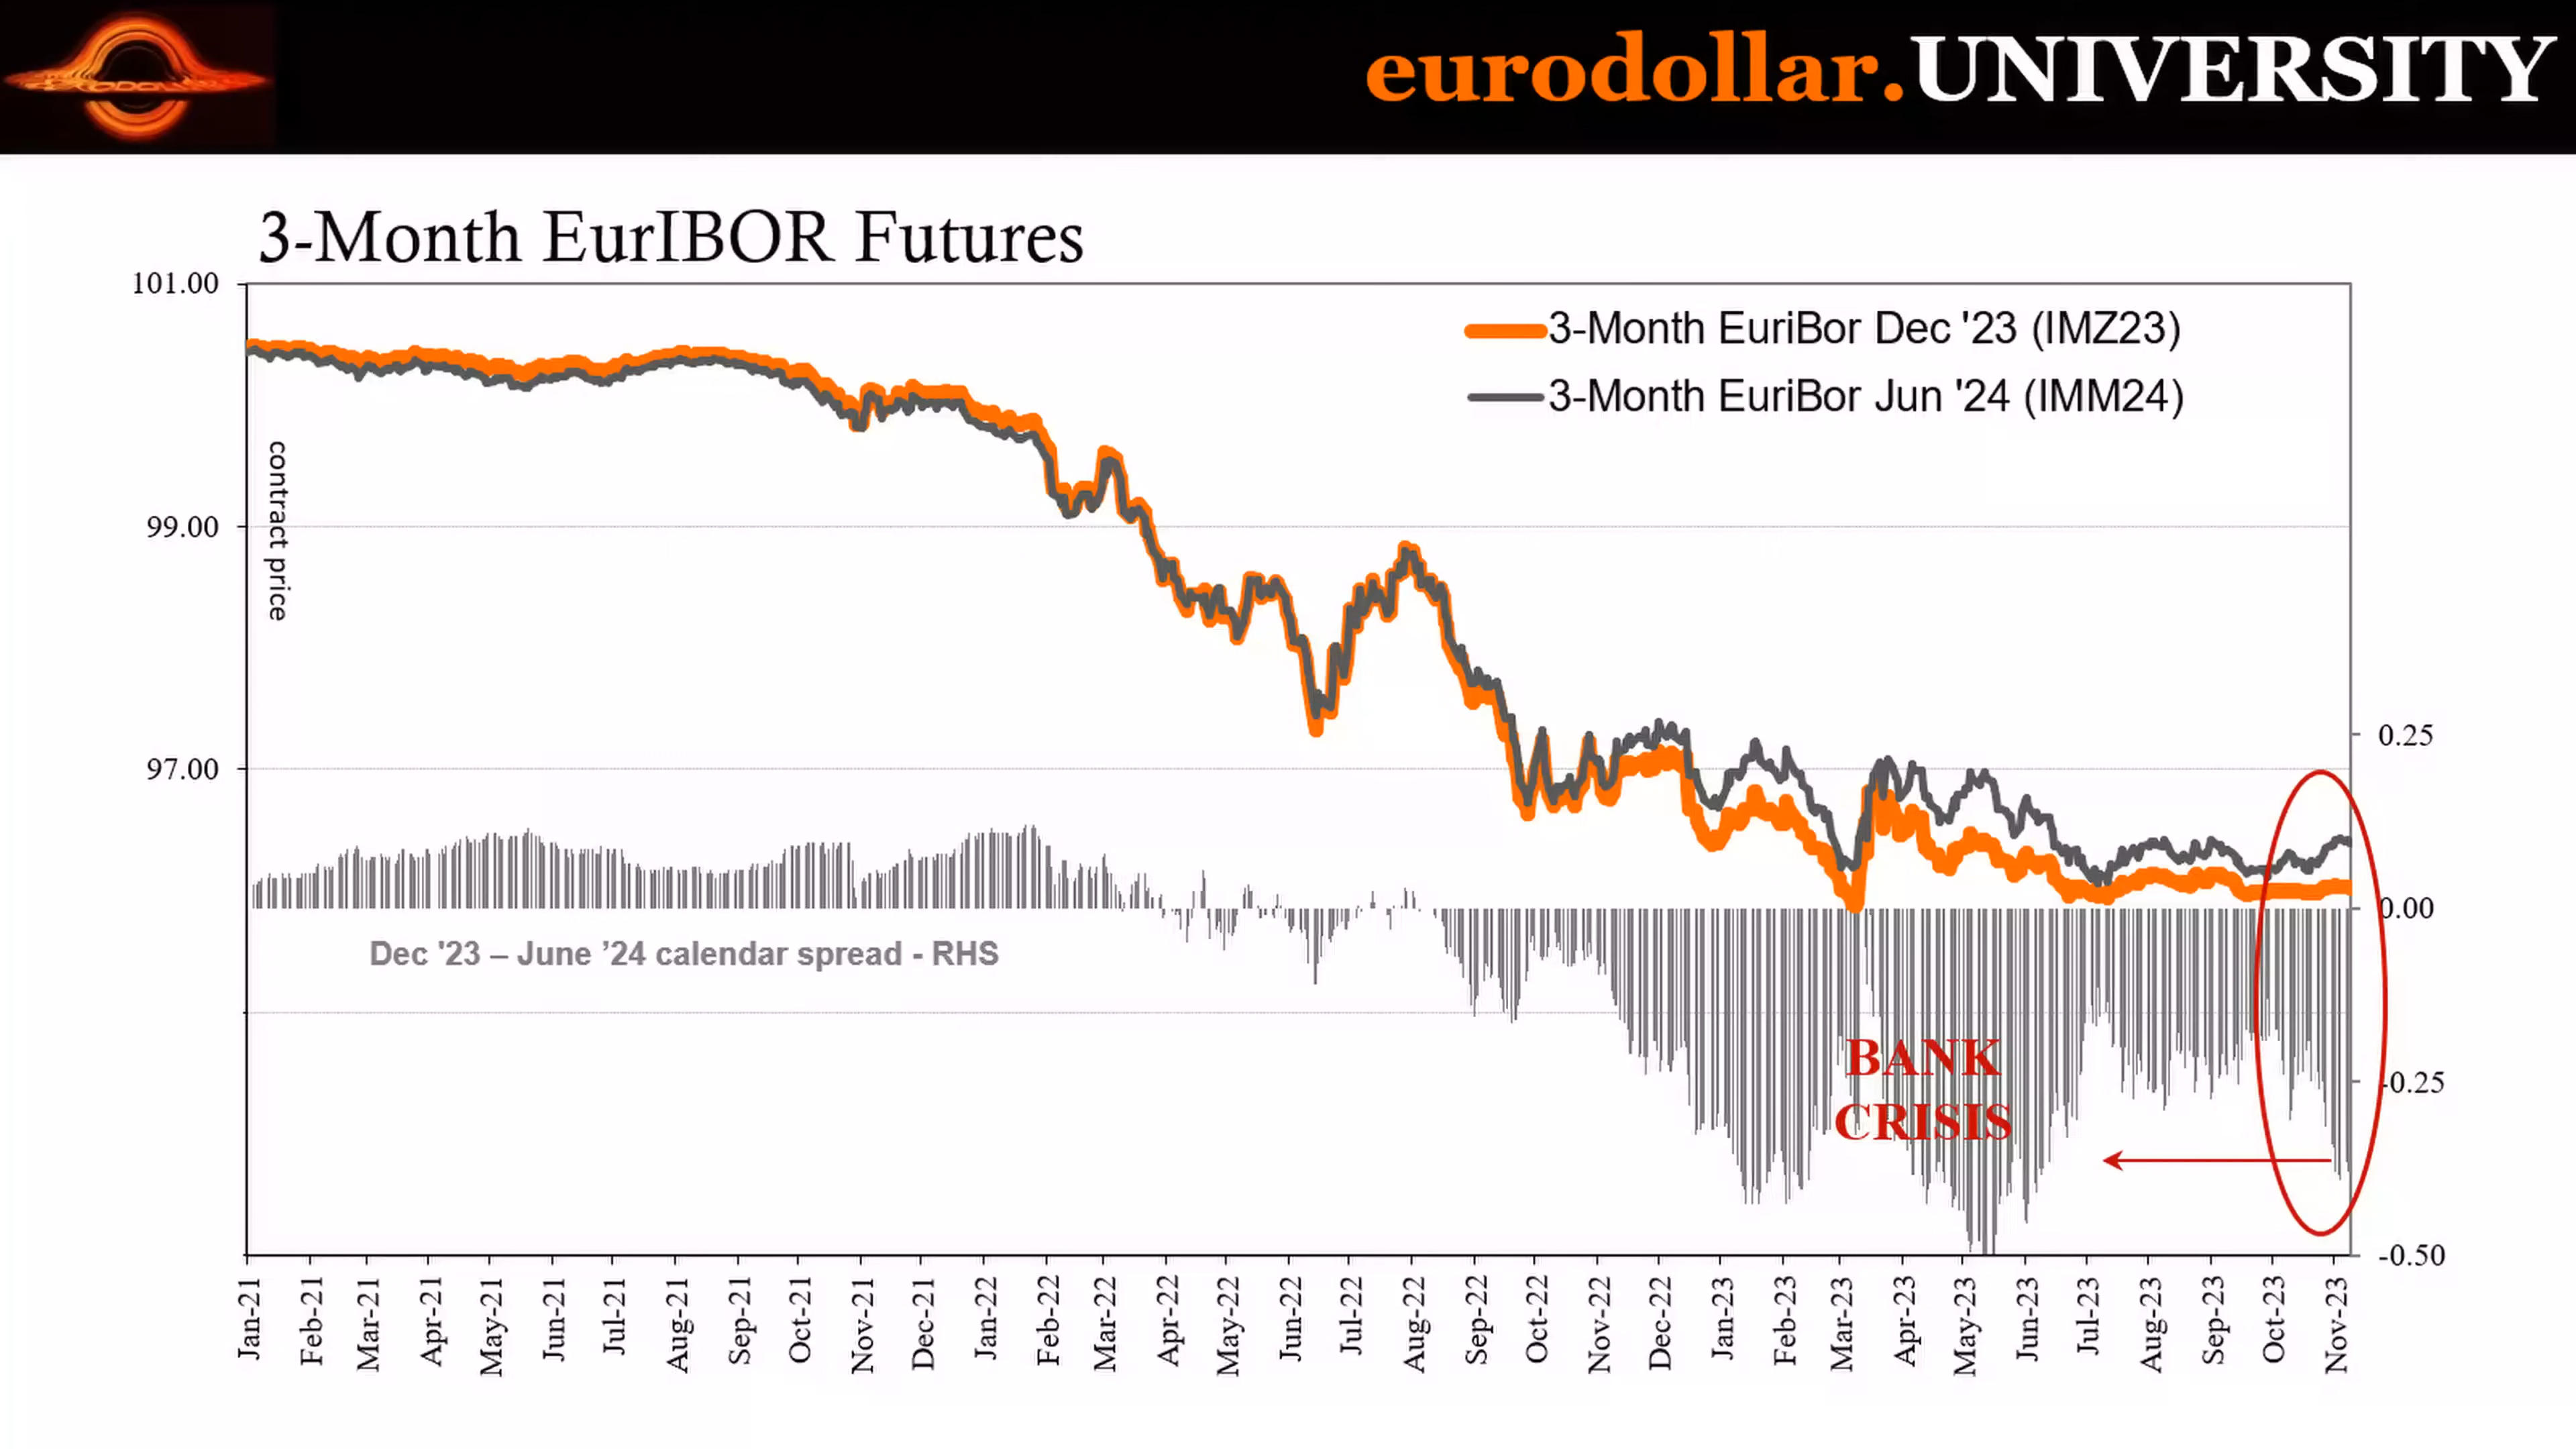 eurodollar.UNIVERSITY
3-Month EurIBOR Futures
101.00
99.00
97.00
contract price
3-Month EuriBor Dec '23 (IMZ23)
3-Month EuriBor Jun '24 (IMM24)
0.25
0.00
-0.25
-0.50
Dec '23 – June ’24 calendar spread - RHS
BANK
CRISIS
Jan-21
Feb-21
Mar-21
Apr-21
May-21
Jun-21
Jul-21
Aug-21
Sep-21
Oct-21
Nov-21
Dec-21
Jan-22
Feb-22
Mar-22
Apr-22
May-22
Jun-22
Jul-22
Aug-22
Sep-22
Oct-22
Nov-22
Dec-22
Jan-23
Feb-23
Mar-23
Apr-23
May-23
Jun-23
Jul-23
Aug-23
Sep-23
Oct-23
Nov-23